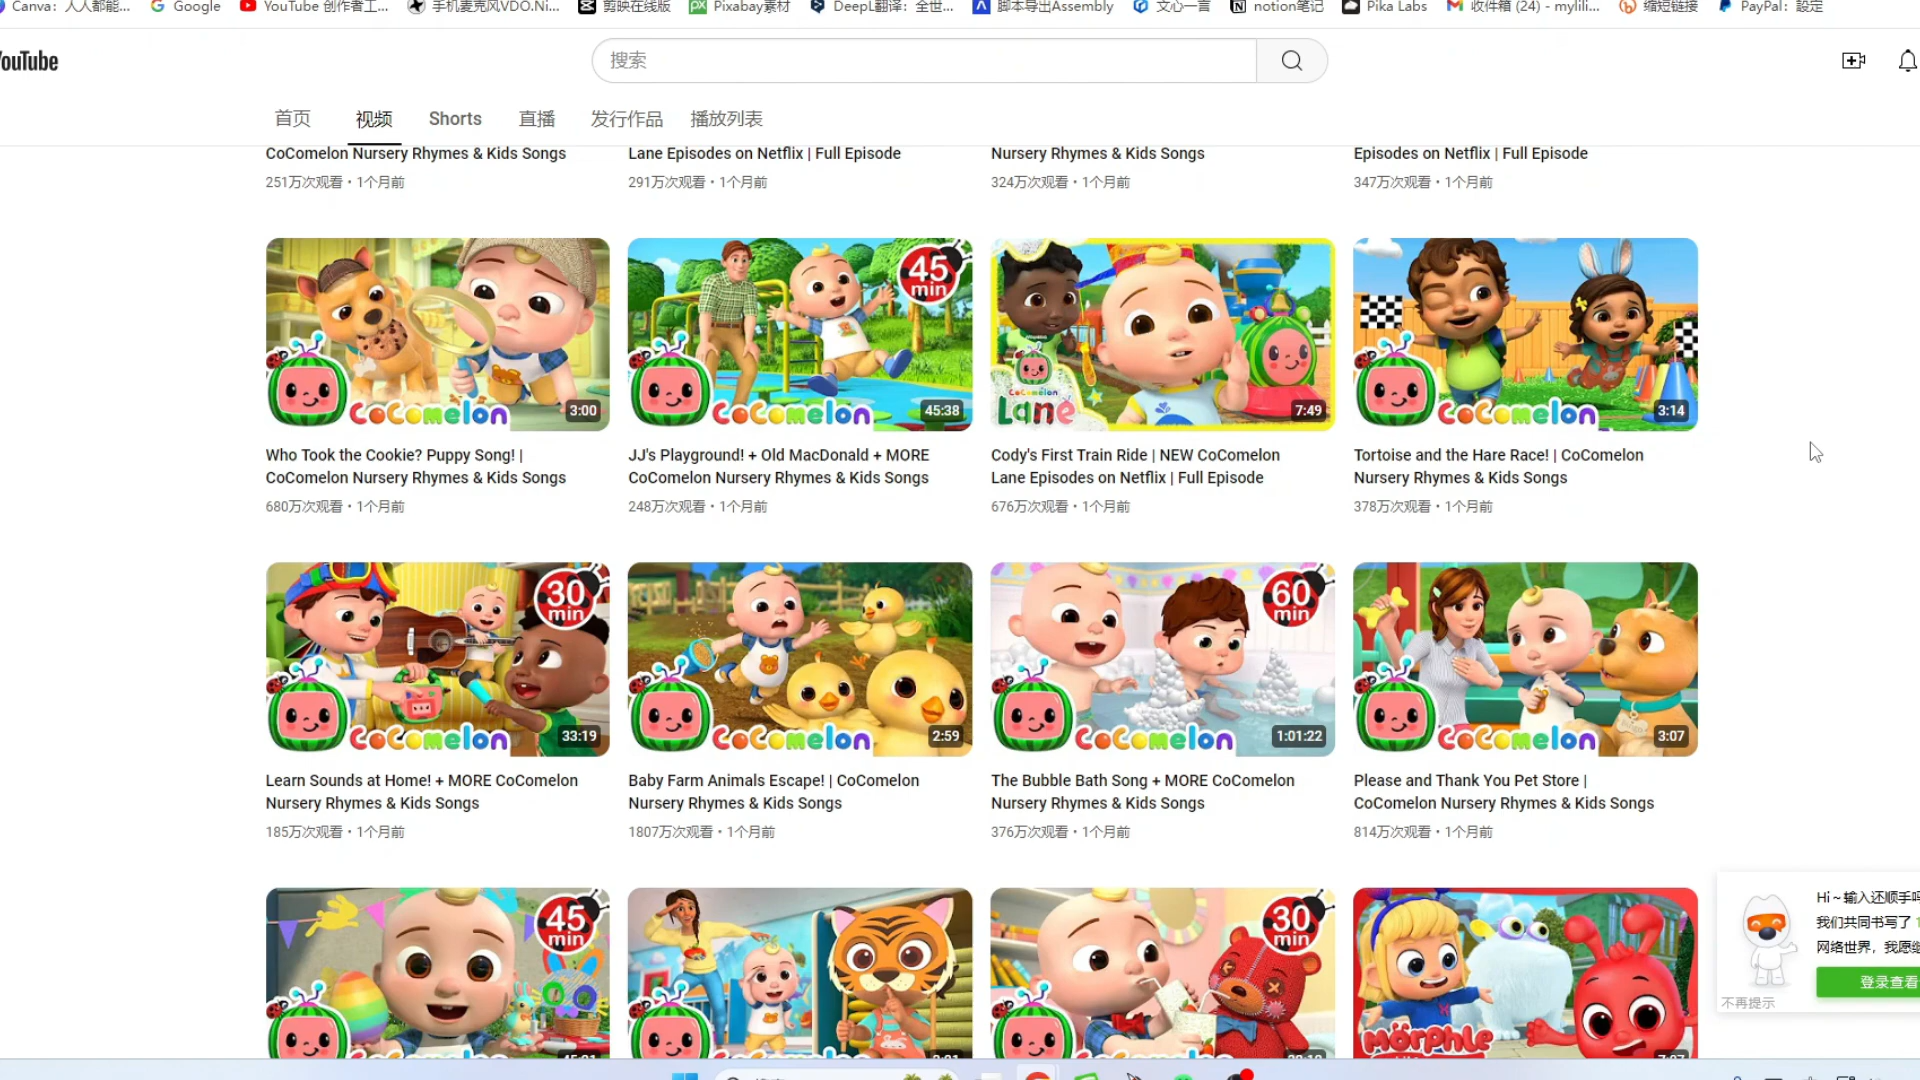 Canva：人人都能...
Google
YouTube 创作者工...
手机麦克风VDO.Ni...
剪映在线版
Pixabay素材
DeepL翻译：全世...
脚本导出Assembly
文心一言
notion笔记
Pika Labs
收件箱 (24) - mylili...
缩短链接
PayPal：設定
YouTube
搜索
首页
视频
Shorts
直播
发行作品
播放列表
CoComelon Nursery Rhymes & Kids Songs
251万次观看・1个月前
Lane Episodes on Netflix | Full Episode
291万次观看・1个月前
Nursery Rhymes & Kids Songs
324万次观看・1个月前
Episodes on Netflix | Full Episode
347万次观看・1个月前
CoComelon
3:00
45
min
CoComelon
45:38
CoComelon
Lane
7:49
CoComelon
3:14
Who Took the Cookie? Puppy Song! |
CoComelon Nursery Rhymes & Kids Songs
680万次观看・1个月前
JJ's Playground! + Old MacDonald + MORE
CoComelon Nursery Rhymes & Kids Songs
248万次观看・1个月前
Cody's First Train Ride | NEW CoComelon
Lane Episodes on Netflix | Full Episode
676万次观看・1个月前
Tortoise and the Hare Race! | CoComelon
Nursery Rhymes & Kids Songs
378万次观看・1个月前
30
min
CoComelon
33:19
CoComelon
2:59
60
min
CoComelon
1:01:22
CoComelon
3:07
Learn Sounds at Home! + MORE CoComelon
Nursery Rhymes & Kids Songs
185万次观看・1个月前
Baby Farm Animals Escape! | CoComelon
Nursery Rhymes & Kids Songs
1807万次观看・1个月前
The Bubble Bath Song + MORE CoComelon
Nursery Rhymes & Kids Songs
376万次观看・1个月前
Please and Thank You Pet Store |
CoComelon Nursery Rhymes & Kids Songs
814万次观看・1个月前
45
min
30
min
Morphle
Hi~输入还顺手吗
我们共同书写了
网络世界，我愿继
登录查看
不再提示